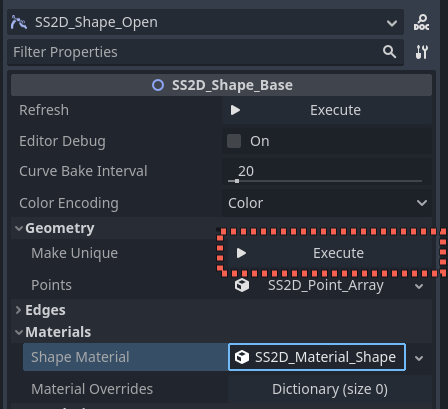 SS2D_Shape_Open
Filter Properties
SS2D_Shape_Base
Refresh Execute
Editor Debug On
Curve Bake Interval 20
Color Encoding Color
Geometry
Make Unique Execute
Points SS2D_Point_Array
Edges
Materials
Shape Material SS2D_Material_Shape
Material Overrides Dictionary (size 0)